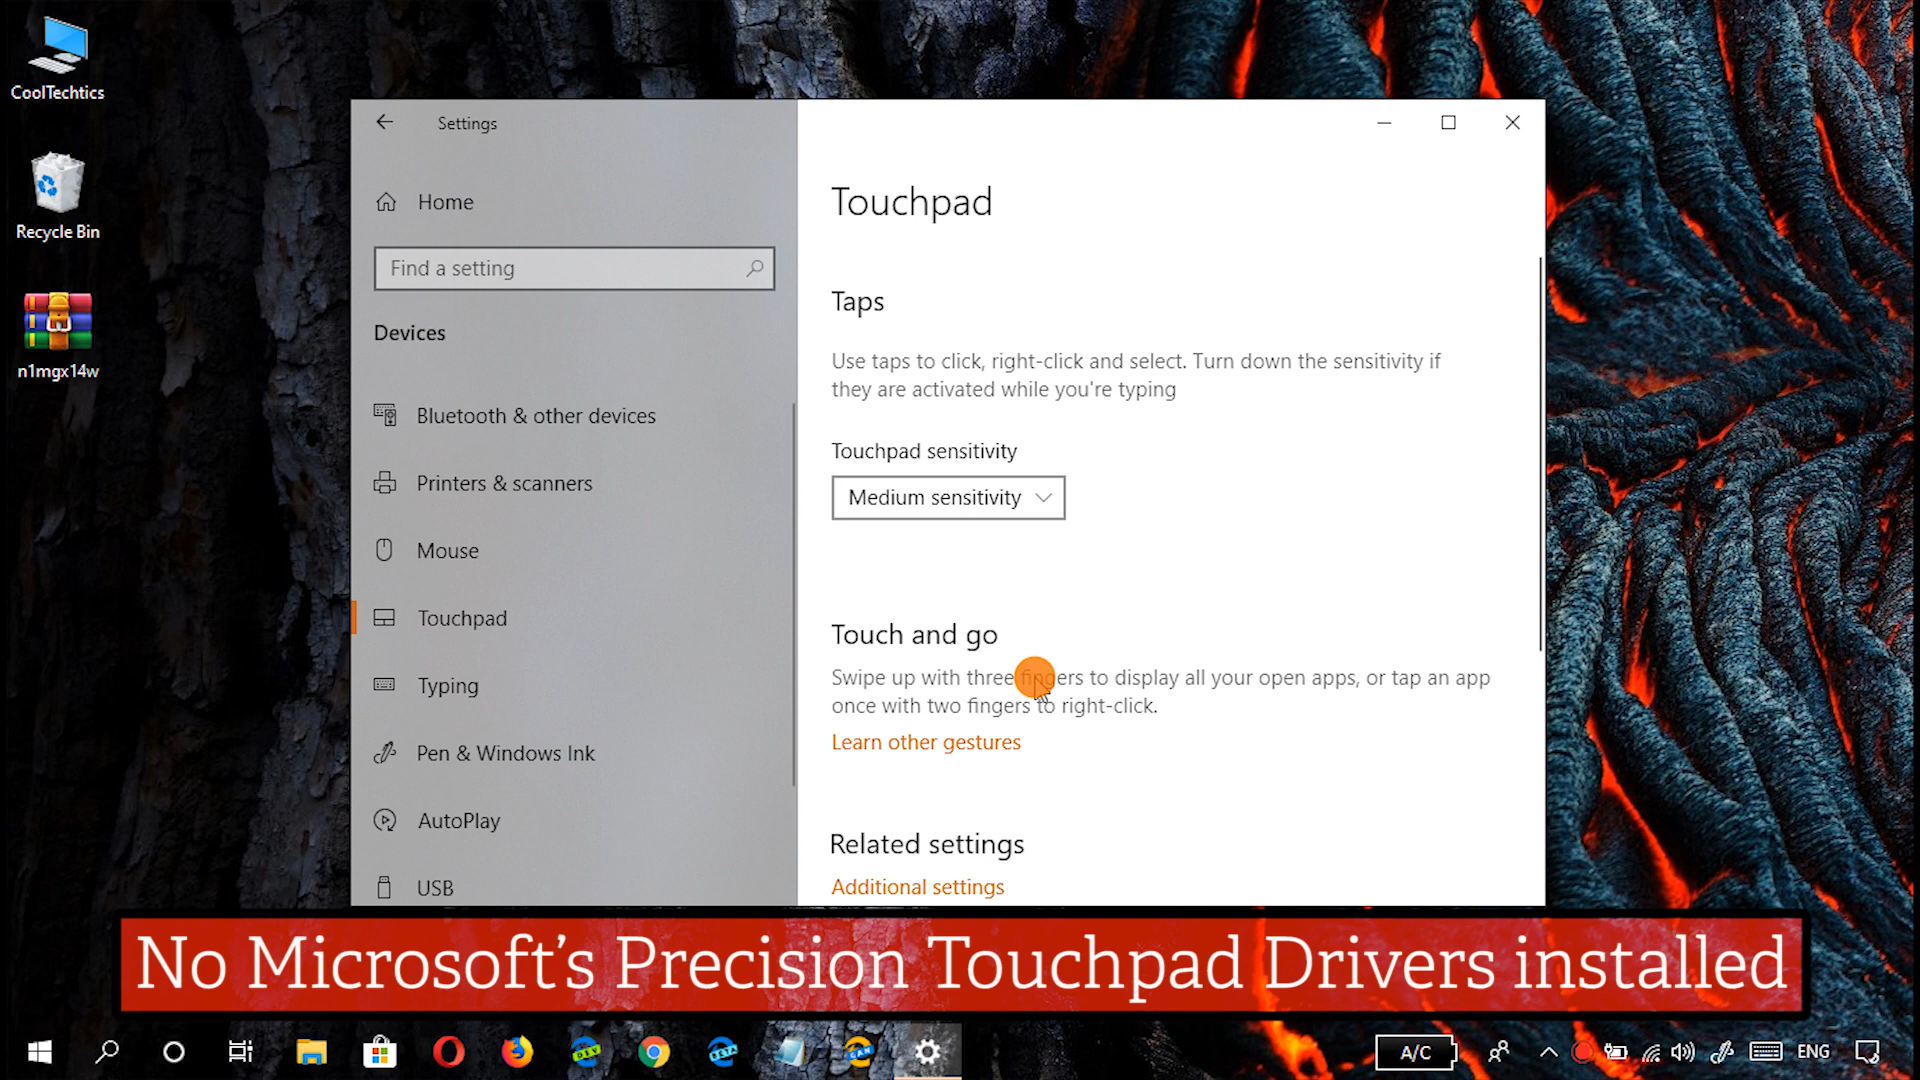 CoolTechtics
Recycle Bin
n1mgx14w
Settings
Home
Find a setting
Devices
Bluetooth & other devices
Printers & scanners
Mouse
Touchpad
Typing
Pen & Windows Ink
AutoPlay
USB
Touchpad
Taps
Use taps to click, right-click and select. Turn down the sensitivity if
they are activated while you're typing
Touchpad sensitivity
Medium sensitivity
Touch and go
Swipe up with three fingers to display all your open apps, or tap an app
once with two fingers to right-click.
Learn other gestures
Related settings
Additional settings
No Microsoft’s Precision Touchpad Drivers installed
DEV
BETA
CAN
A/C
ENG